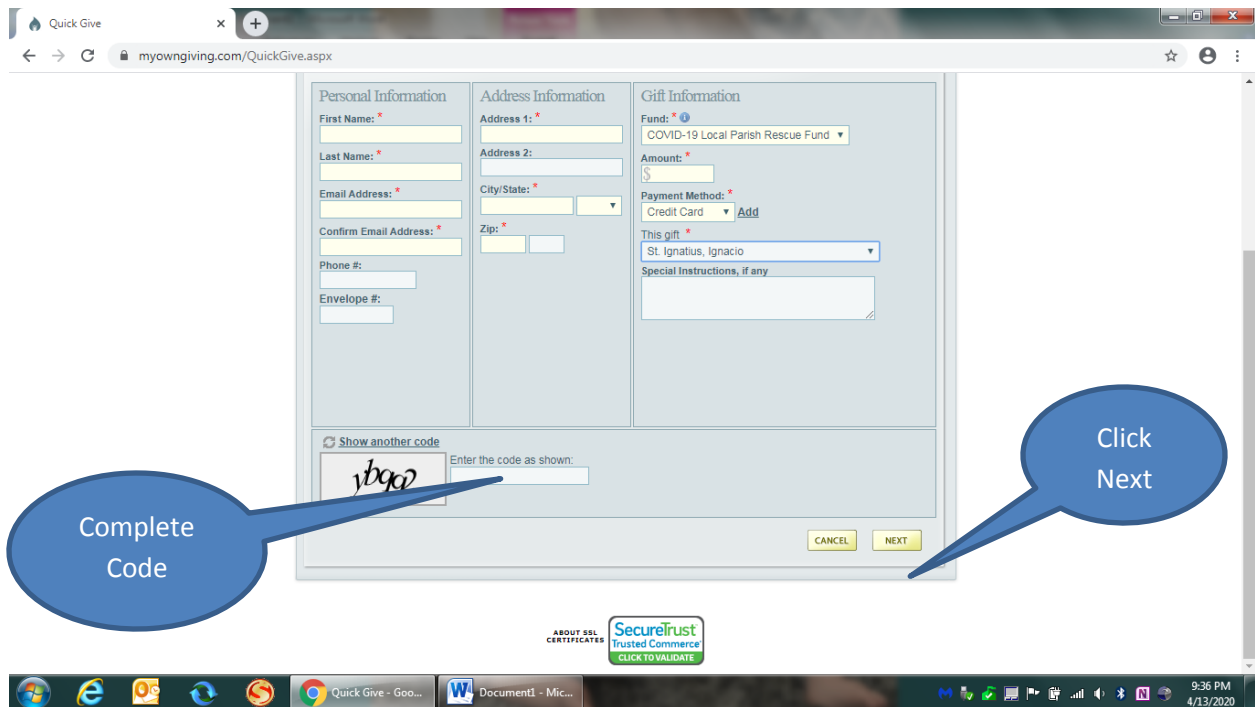 Quick Give
myowngiving.com/QuickGive.aspx
Personal Information
First Name: *
Last Name: *
Email Address: *
Confirm Email Address: *
Phone #:
Envelope #:
Address Information
Address 1: *
Address 2:
City/State: *
Zip: *
Gift Information
Fund: *
COVID-19 Local Parish Rescue Fund
Amount: *
$
Payment Method: *
Credit Card Add
This gift *
St. Ignatius, Ignacio
Special Instructions, if any
Show another code
Enter the code as shown:
Complete
Code
Click
Next
CANCEL NEXT
ABOUT SSL
CERTIFICATES
SecureTrust
Trusted Commerce
CLICK TO VALIDATE
Quick Give - Goo...
Document1 - Mic...
9:36 PM
4/13/2020